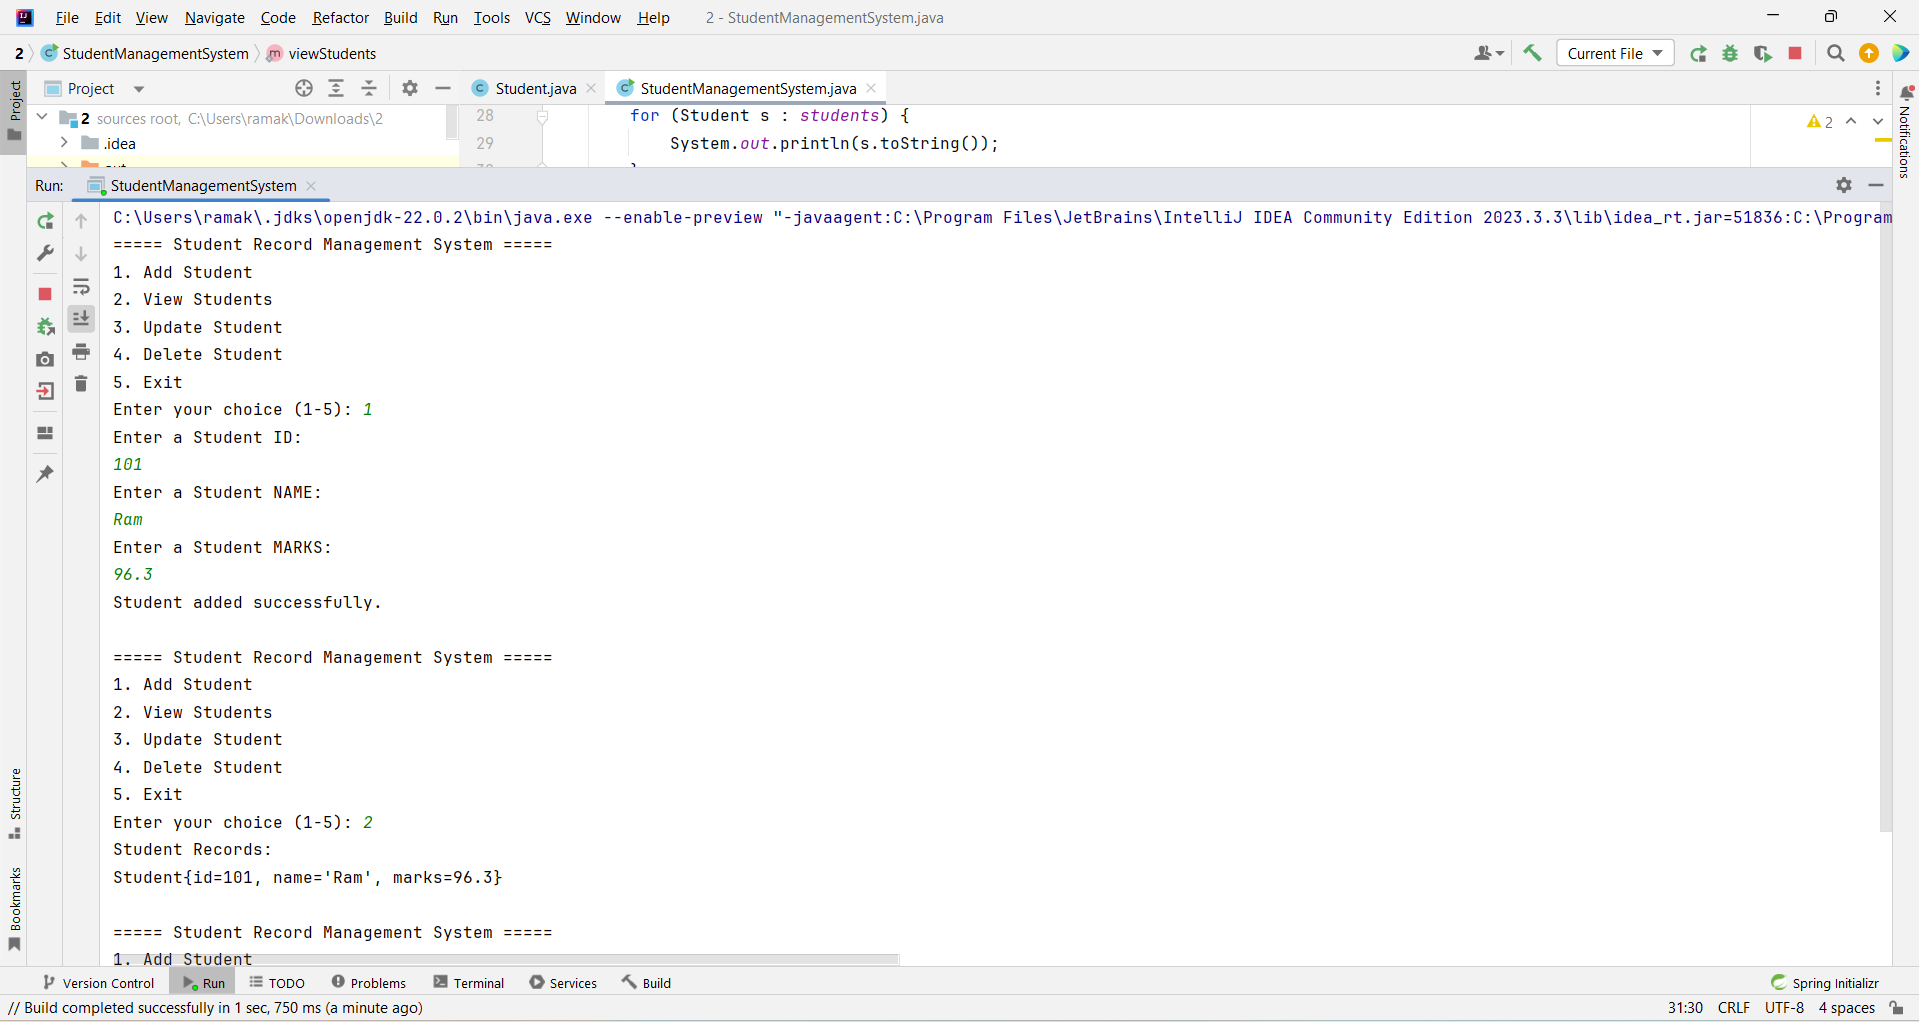 File Edit View Navigate Code Refactor Build Run Tools VCS Window Help 2 - StudentManagementSystem.java
2 StudentManagementSystem viewStudents Current File
Project Student.java StudentManagementSystem.java
2 sources root, C:\Users\ramak\Downloads\2
.idea
28 for (Student s : students) {
29 System.out.println(s.toString());
2
Project
Notifications
Run: StudentManagementSystem
C:\Users\ramak\.jdks\openjdk-22.0.2\bin\java.exe --enable-preview "-javaagent:C:\Program Files\JetBrains\IntelliJ IDEA Community Edition 2023.3.3\lib\idea_rt.jar=51836:C:\Program
===== Student Record Management System =====
1. Add Student
2. View Students
3. Update Student
4. Delete Student
5. Exit
Enter your choice (1-5): 1
Enter a Student ID:
101
Enter a Student NAME:
Ram
Enter a Student MARKS:
96.3
Student added successfully.
===== Student Record Management System =====
1. Add Student
2. View Students
3. Update Student
4. Delete Student
5. Exit
Enter your choice (1-5): 2
Student Records:
Student{id=101, name='Ram', marks=96.3}
===== Student Record Management System =====
1. Add Student
Structure
Bookmarks
Version Control Run TODO Problems Terminal Services Build Spring Initializr
// Build completed successfully in 1 sec, 750 ms (a minute ago) 31:30 CRLF UTF-8 4 spaces